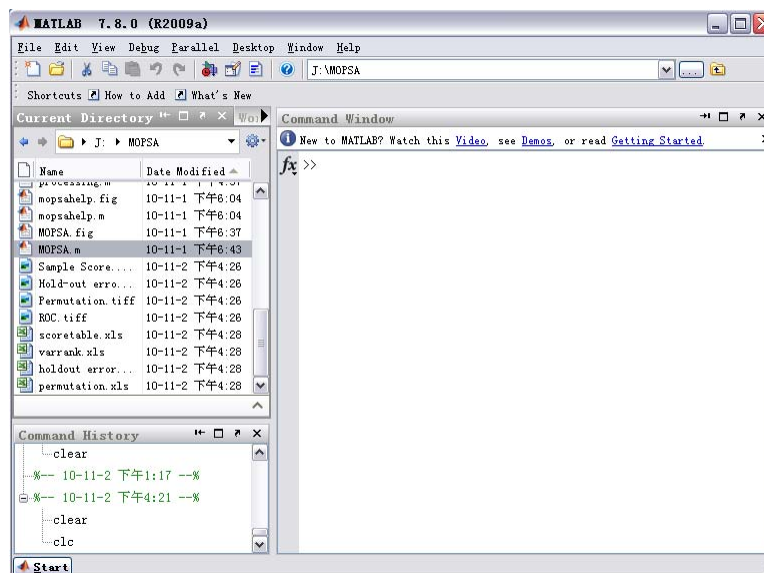 MATLAB 7.8.0 (R2009a)
File Edit View Debug Parallel Desktop Window Help
J:\MOPSA
Shortcuts How to Add What's New
Current Directory
Command Window
J: MOPSA
New to MATLAB? Watch this Video, see Demos, or read Getting Started.
Name Date Modified
fx >>
processing.m
mopsahelp.fig 10-11-1 下午6:04
mopsahelp.m 10-11-1 下午6:04
MOPSA.fig 10-11-1 下午6:37
MOPSA.m 10-11-1 下午6:43
Sample Score.... 10-11-2 下午4:26
Hold-out erro... 10-11-2 下午4:26
Permutation.tiff 10-11-2 下午4:26
ROC.tiff 10-11-2 下午4:26
scoretable.xls 10-11-2 下午4:28
varrank.xls 10-11-2 下午4:28
holdout error... 10-11-2 下午4:28
permutation.xls 10-11-2 下午4:28
Command History
clear
%-- 10-11-2 下午1:17 --%
%-- 10-11-2 下午4:21 --%
clear
clc
Start